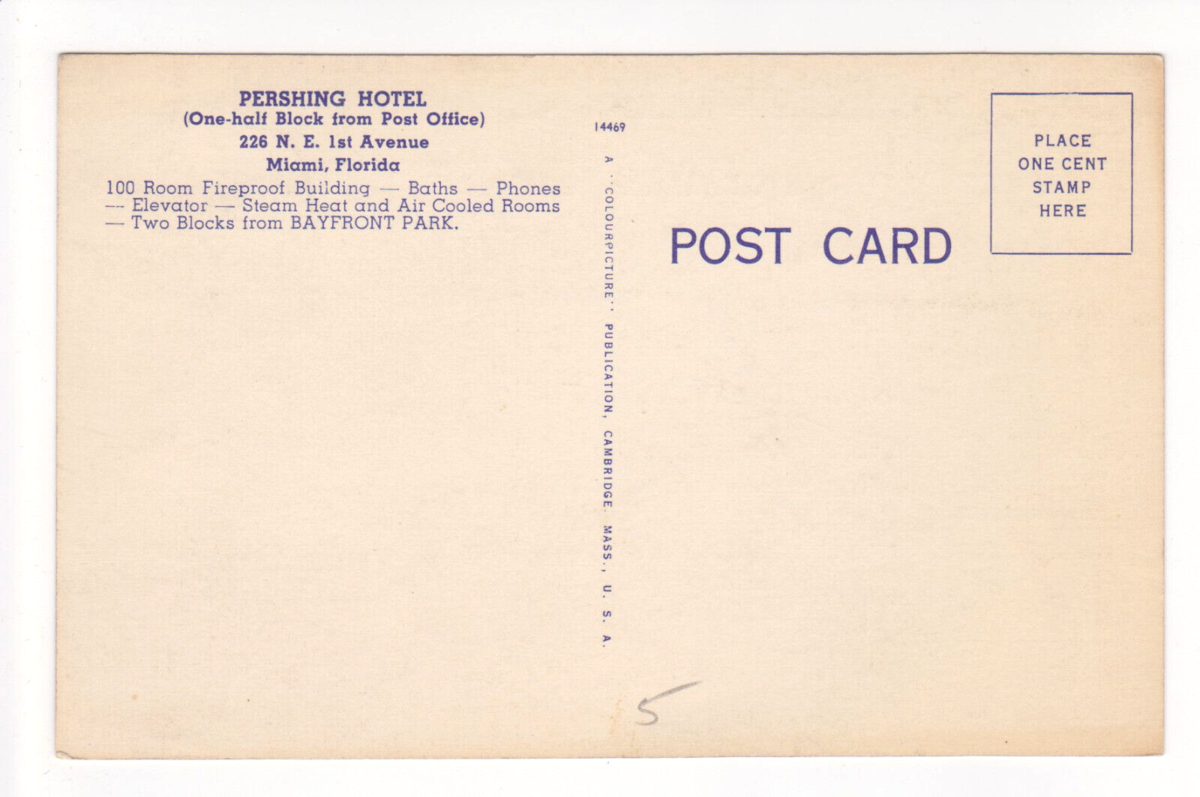 PERSHING HOTEL
(One-half Block from Post Office)
226 N. E. 1st Avenue
Miami, Florida
100 Room Fireproof Building — Baths — Phones
— Elevator — Steam Heat and Air Cooled Rooms
— Two Blocks from BAYFRONT PARK.
14469
A "COLOURPICTURE" PUBLICATION, CAMBRIDGE, MASS., U. S. A.
POST CARD
PLACE
ONE CENT
STAMP
HERE
5